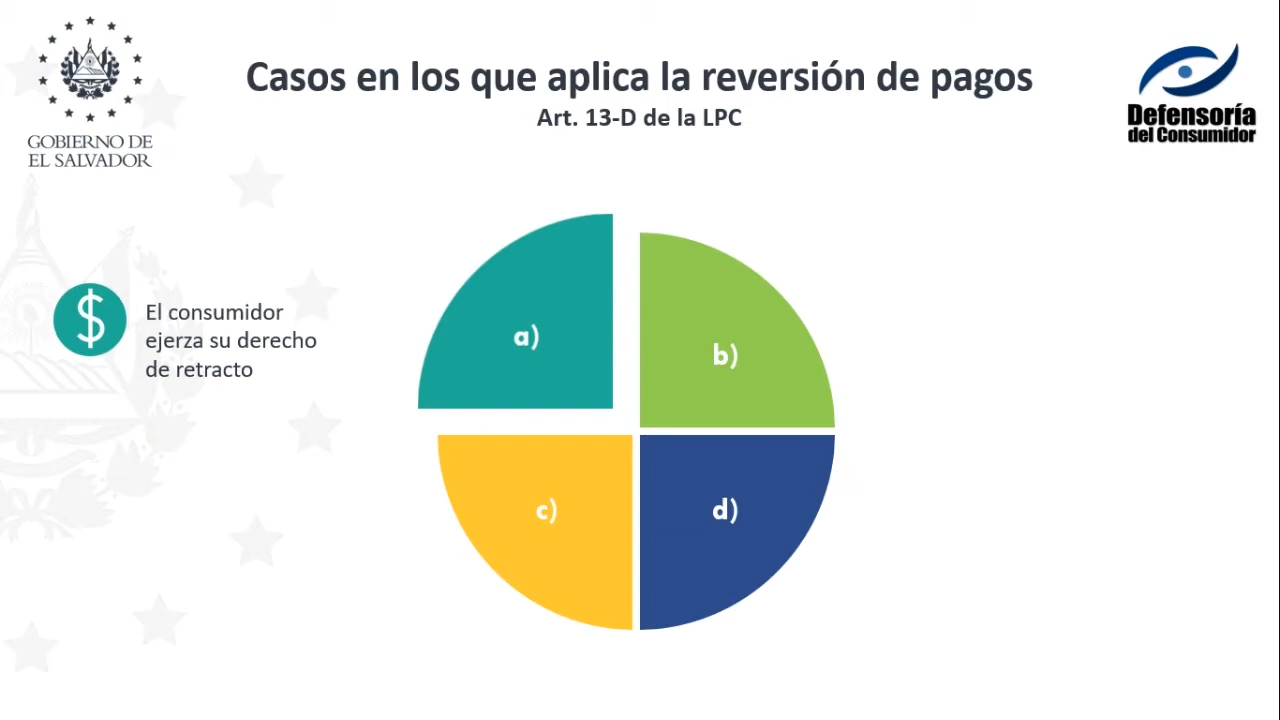 Casos en los que aplica la reversión de pagos
Art. 13-D de la LPC
GOBIERNO DE
EL SALVADOR
Defensoría
del Consumidor
$
El consumidor
ejerza su derecho
de retracto
a)
b)
c)
d)